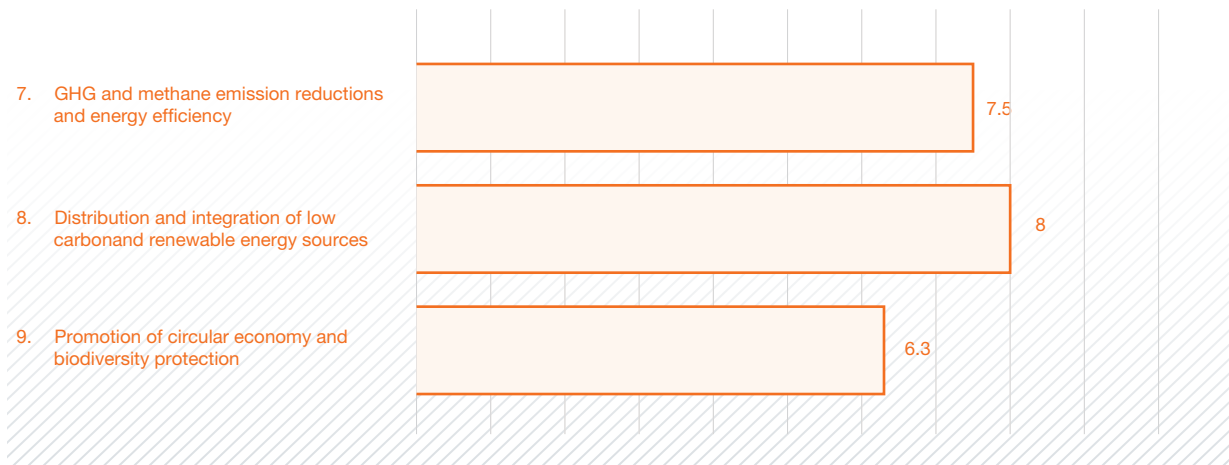 7. GHG and methane emission reductions
and energy efficiency
7.5
8. Distribution and integration of low
carbonand renewable energy sources
8
9. Promotion of circular economy and
biodiversity protection
6.3